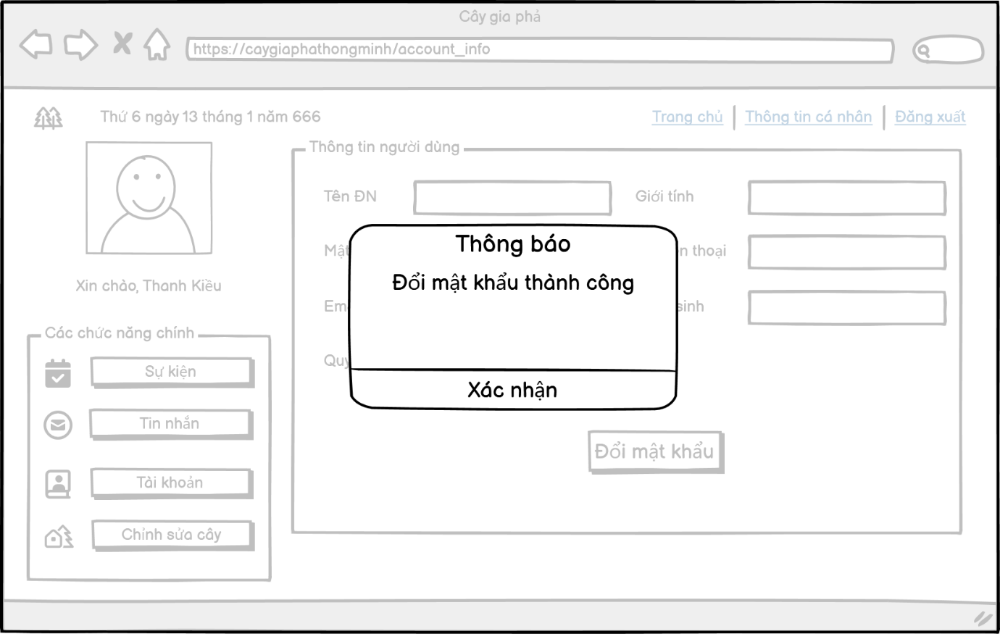 Cây gia phả
https://caygiaphathongminh/account_info
Thứ 6 ngày 13 tháng 1 năm 666
Trang chủ
Thông tin cá nhân
Đăng xuất
Xin chào, Thanh Kiều
Các chức năng chính
Sự kiện
Tin nhắn
Tài khoản
Chỉnh sửa cây
Thông tin người dùng
Tên ĐN
Giới tính
Mật
thoại
sinh
Thông báo
Đổi mật khẩu thành công
Xác nhận
Đổi mật khẩu